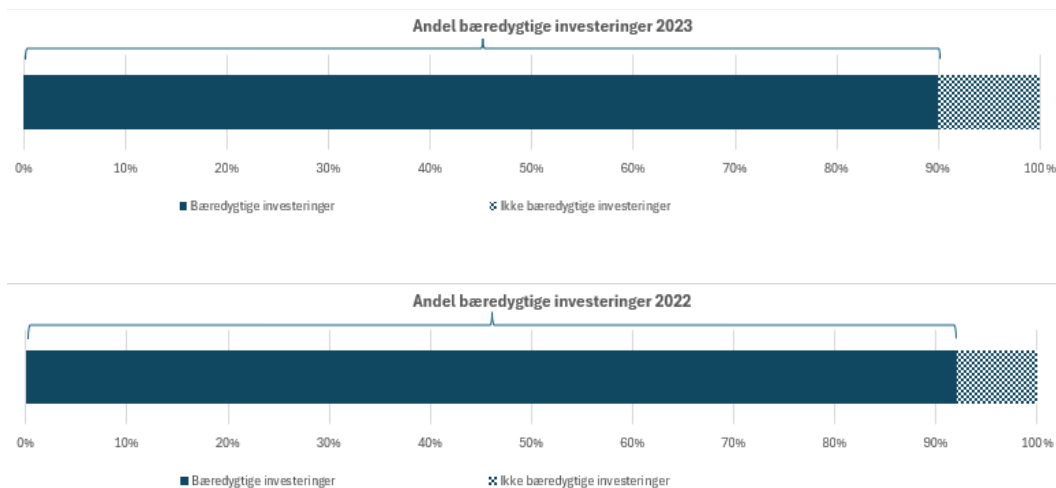 Andel bæredygtige investeringer 2023
0% 10% 20% 30% 40% 50% 60% 70% 80% 90% 100%
Bæredygtige investeringer Ikke bæredygtige investeringer
Andel bæredygtige investeringer 2022
0% 10% 20% 30% 40% 50% 60% 70% 80% 90% 100%
Bæredygtige investeringer Ikke bæredygtige investeringer